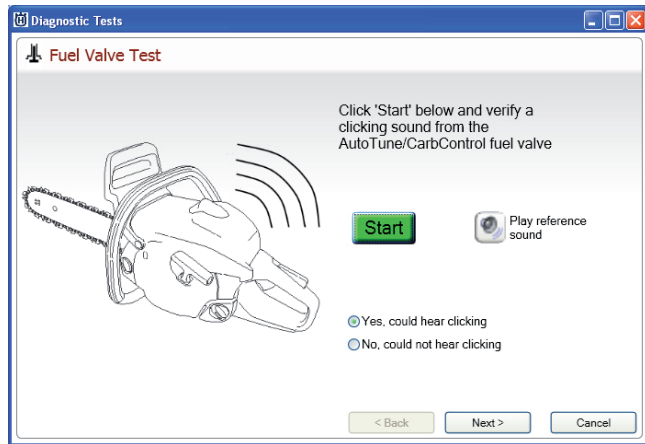 Diagnostic Tests
Fuel Valve Test
Click 'Start' below and verify a
clicking sound from the
AutoTune/CarbControl fuel valve
Start
Play reference
sound
Yes, could hear clicking
No, could not hear clicking
< Back
Next >
Cancel